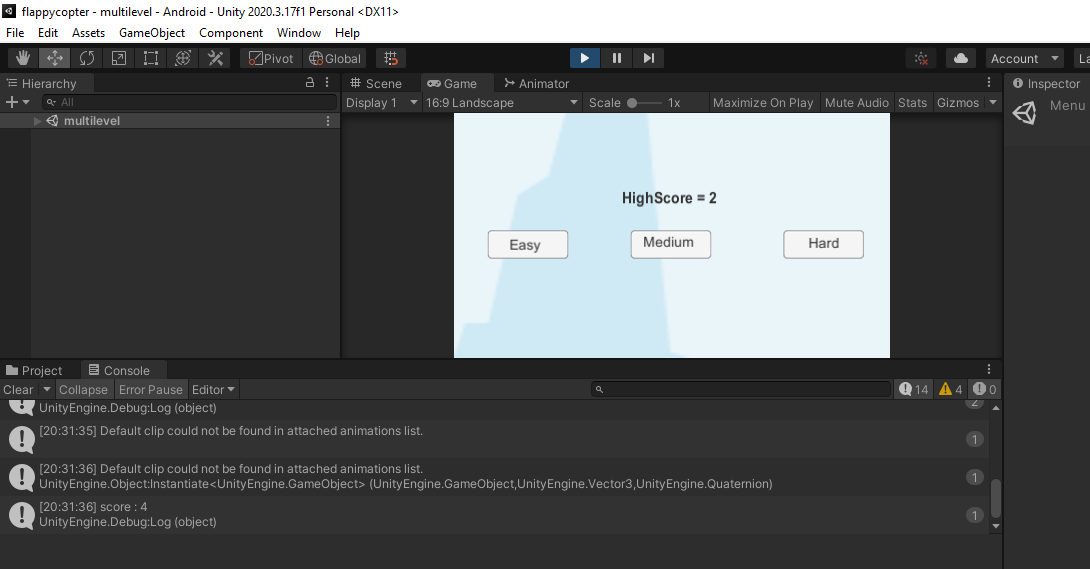 flappycopter - multilevel - Android - Unity 2020.3.17f1 Personal <DX11>
File Edit Assets GameObject Component Window Help
Pivot Global Account La
Hierarchy Scene Game Animator Inspector
All Display 1 16:9 Landscape Scale 1x Maximize On Play Mute Audio Stats Gizmos Menu
multilevel
HighScore = 2
Easy Medium Hard
Project Console
Clear Collapse Error Pause Editor 14 4 0
UnityEngine.Debug:Log (object) 2
[20:31:35] Default clip could not be found in attached animations list.
1
[20:31:36] Default clip could not be found in attached animations list.
UnityEngine.Object:Instantiate<UnityEngine.GameObject> (UnityEngine.GameObject,UnityEngine.Vector3,UnityEngine.Quaternion) 1
[20:31:36] score : 4
UnityEngine.Debug:Log (object) 1